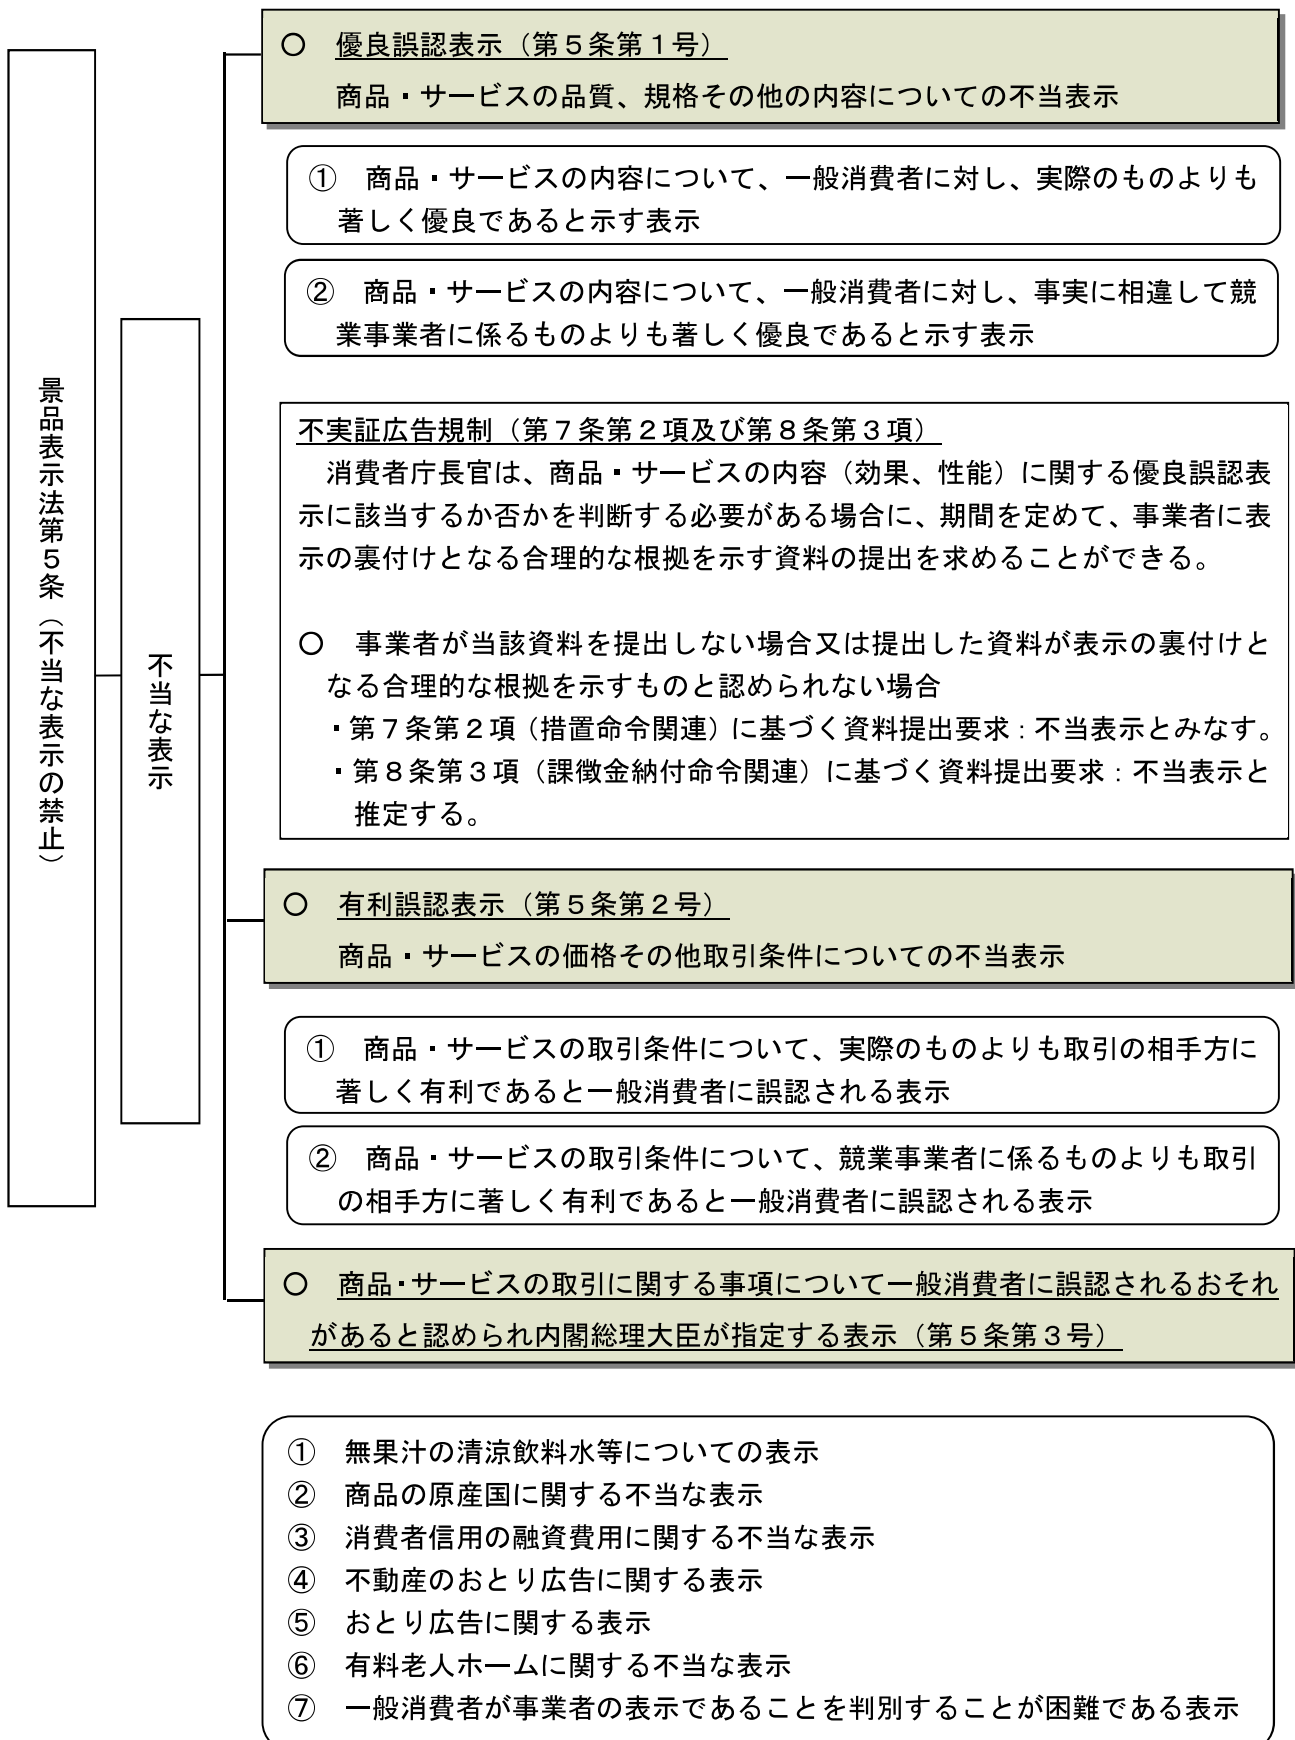 景品表示法第5条（不当な表示の禁止）
不当な表示
○　優良誤認表示（第５条第１号）
商品・サービスの品質、規格その他の内容についての不当表示
①　商品・サービスの内容について、一般消費者に対し、実際のものよりも
著しく優良であると示す表示
②　商品・サービスの内容について、一般消費者に対し、事実に相違して競
業事業者に係るものよりも著しく優良であると示す表示
不実証広告規制（第７条第２項及び第８条第３項）
消費者庁長官は、商品・サービスの内容（効果、性能）に関する優良誤認表
示に該当するか否かを判断する必要がある場合に、期間を定めて、事業者に表
示の裏付けとなる合理的な根拠を示す資料の提出を求めることができる。
○　事業者が当該資料を提出しない場合又は提出した資料が表示の裏付けと
なる合理的な根拠を示すものと認められない場合
・第７条第２項（措置命令関連）に基づく資料提出要求：不当表示とみなす。
・第８条第３項（課徴金納付命令関連）に基づく資料提出要求：不当表示と
推定する。
○　有利誤認表示（第５条第２号）
商品・サービスの価格その他取引条件についての不当表示
①　商品・サービスの取引条件について、実際のものよりも取引の相手方に
著しく有利であると一般消費者に誤認される表示
②　商品・サービスの取引条件について、競業事業者に係るものよりも取引
の相手方に著しく有利であると一般消費者に誤認される表示
○　商品・サービスの取引に関する事項について一般消費者に誤認されるおそれ
があると認められ内閣総理大臣が指定する表示（第５条第３号）
①　無果汁の清涼飲料水等についての表示
②　商品の原産国に関する不当な表示
③　消費者信用の融資費用に関する不当な表示
④　不動産のおとり広告に関する表示
⑤　おとり広告に関する表示
⑥　有料老人ホームに関する不当な表示
⑦　一般消費者が事業者の表示であることを判別することが困難である表示